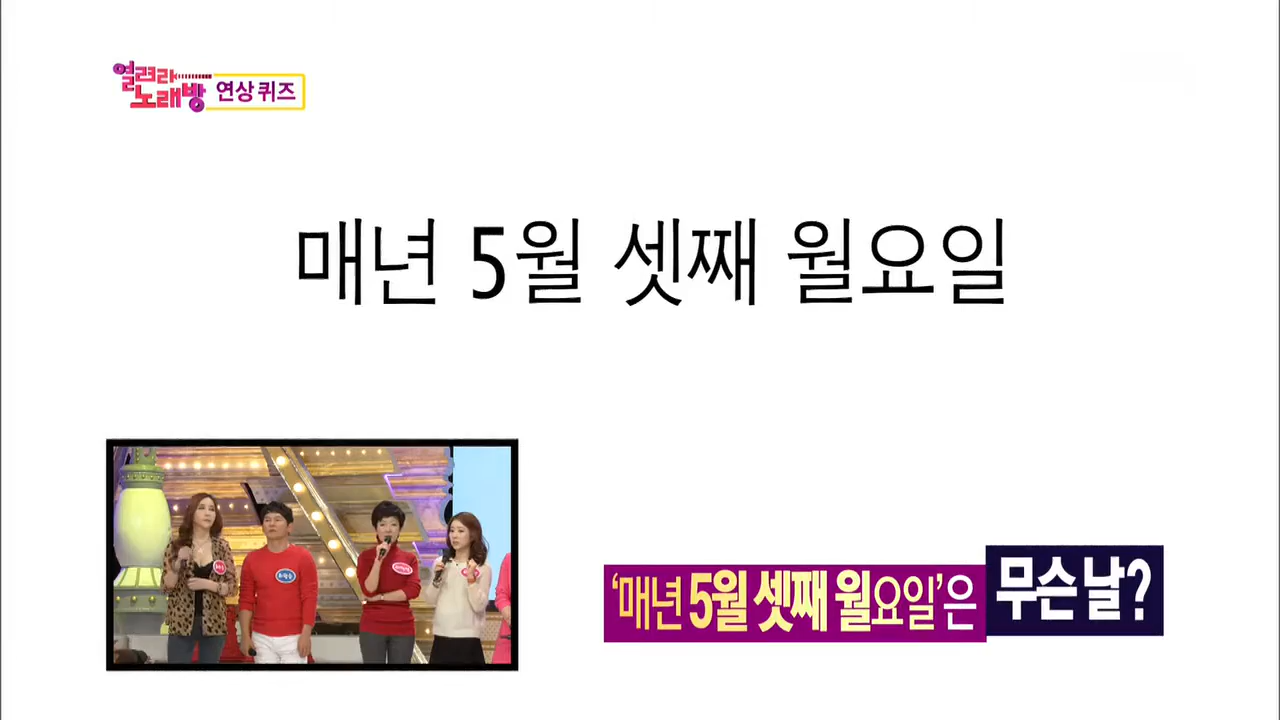 열려라
노래방
연상 퀴즈
매년 5월 셋째 월요일
‘매년 5월 셋째 월요일’은
무슨 날?